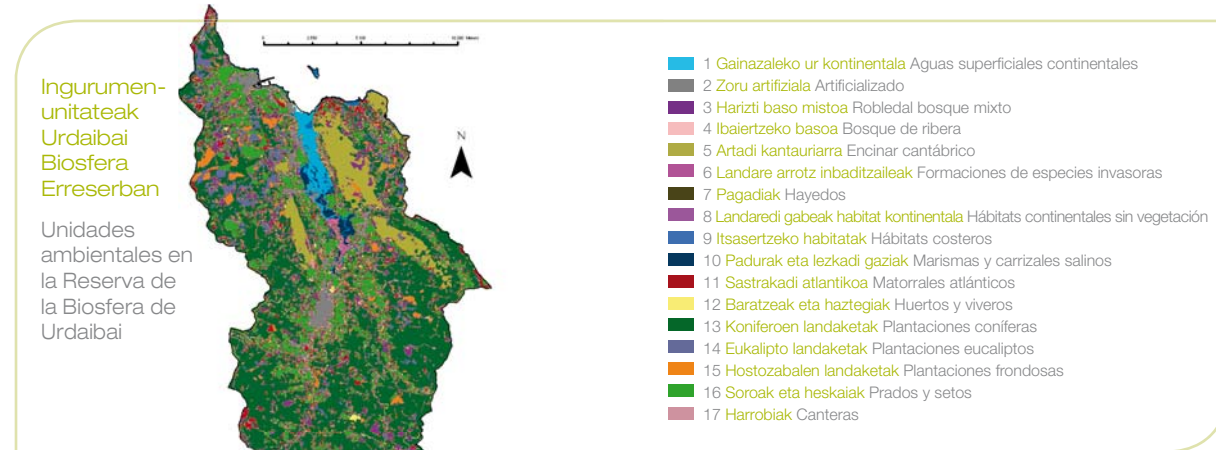 Ingurumen-
unitateak
Urdaibai
Biosfera
Erreserban
Unidades
ambientales en
la Reserva de
la Biosfera de
Urdaibai
0
N
1 Gainazaleko ur kontinentala Aguas superficiales continentales
2 Zoru artifiziala Artificializado
3 Harizti baso mistoa Robledal bosque mixto
4 Ibaiertzeko basoa Bosque de ribera
5 Artadi kantauriarra Encinar cantábrico
6 Landare arrotz inbaditzaileak Formaciones de especies invasoras
7 Pagadiak Hayedos
8 Landaredi gabeak habitat kontinentala Hábitats continentales sin vegetación
9 Itsasertzeko habitatak Hábitats costeros
10 Padurak eta lezkadi gaziak Marismas y carrizales salinos
11 Sastrakadi atlantikoa Matorrales atlánticos
12 Baratzeak eta haztegiak Huertos y viveros
13 Koniferoen landaketak Plantaciones coníferas
14 Eukalipto landaketak Plantaciones eucaliptos
15 Hostozabalen landaketak Plantaciones frondosas
16 Soroak eta heskaiak Prados y setos
17 Harrobiak Canteras